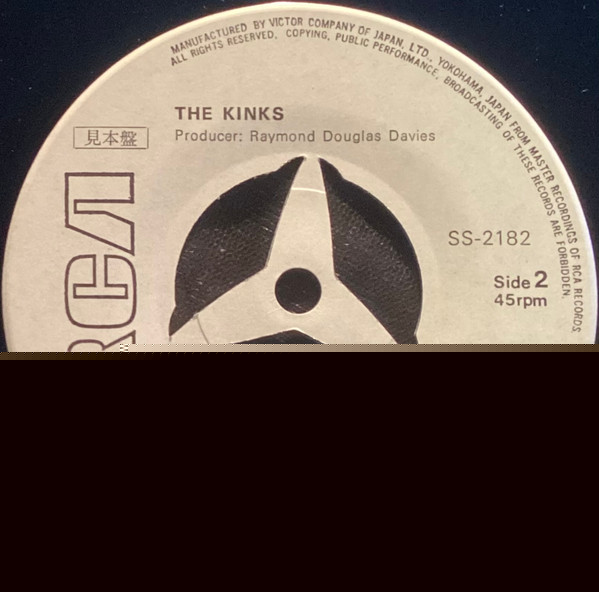 MANUFACTURED BY VICTOR COMPANY OF JAPAN, LTD., YOKOHAMA, JAPAN FROM MASTER RECORDINGS OF RCA RECORDS.
ALL RIGHTS RESERVED. COPYING, PUBLIC PERFORMANCE, BROADCASTING OF THESE RECORDS ARE FORBIDDEN.
THE KINKS
見本盤
Producer: Raymond Douglas Davies
RCA
SS-2182
Side 2
45rpm